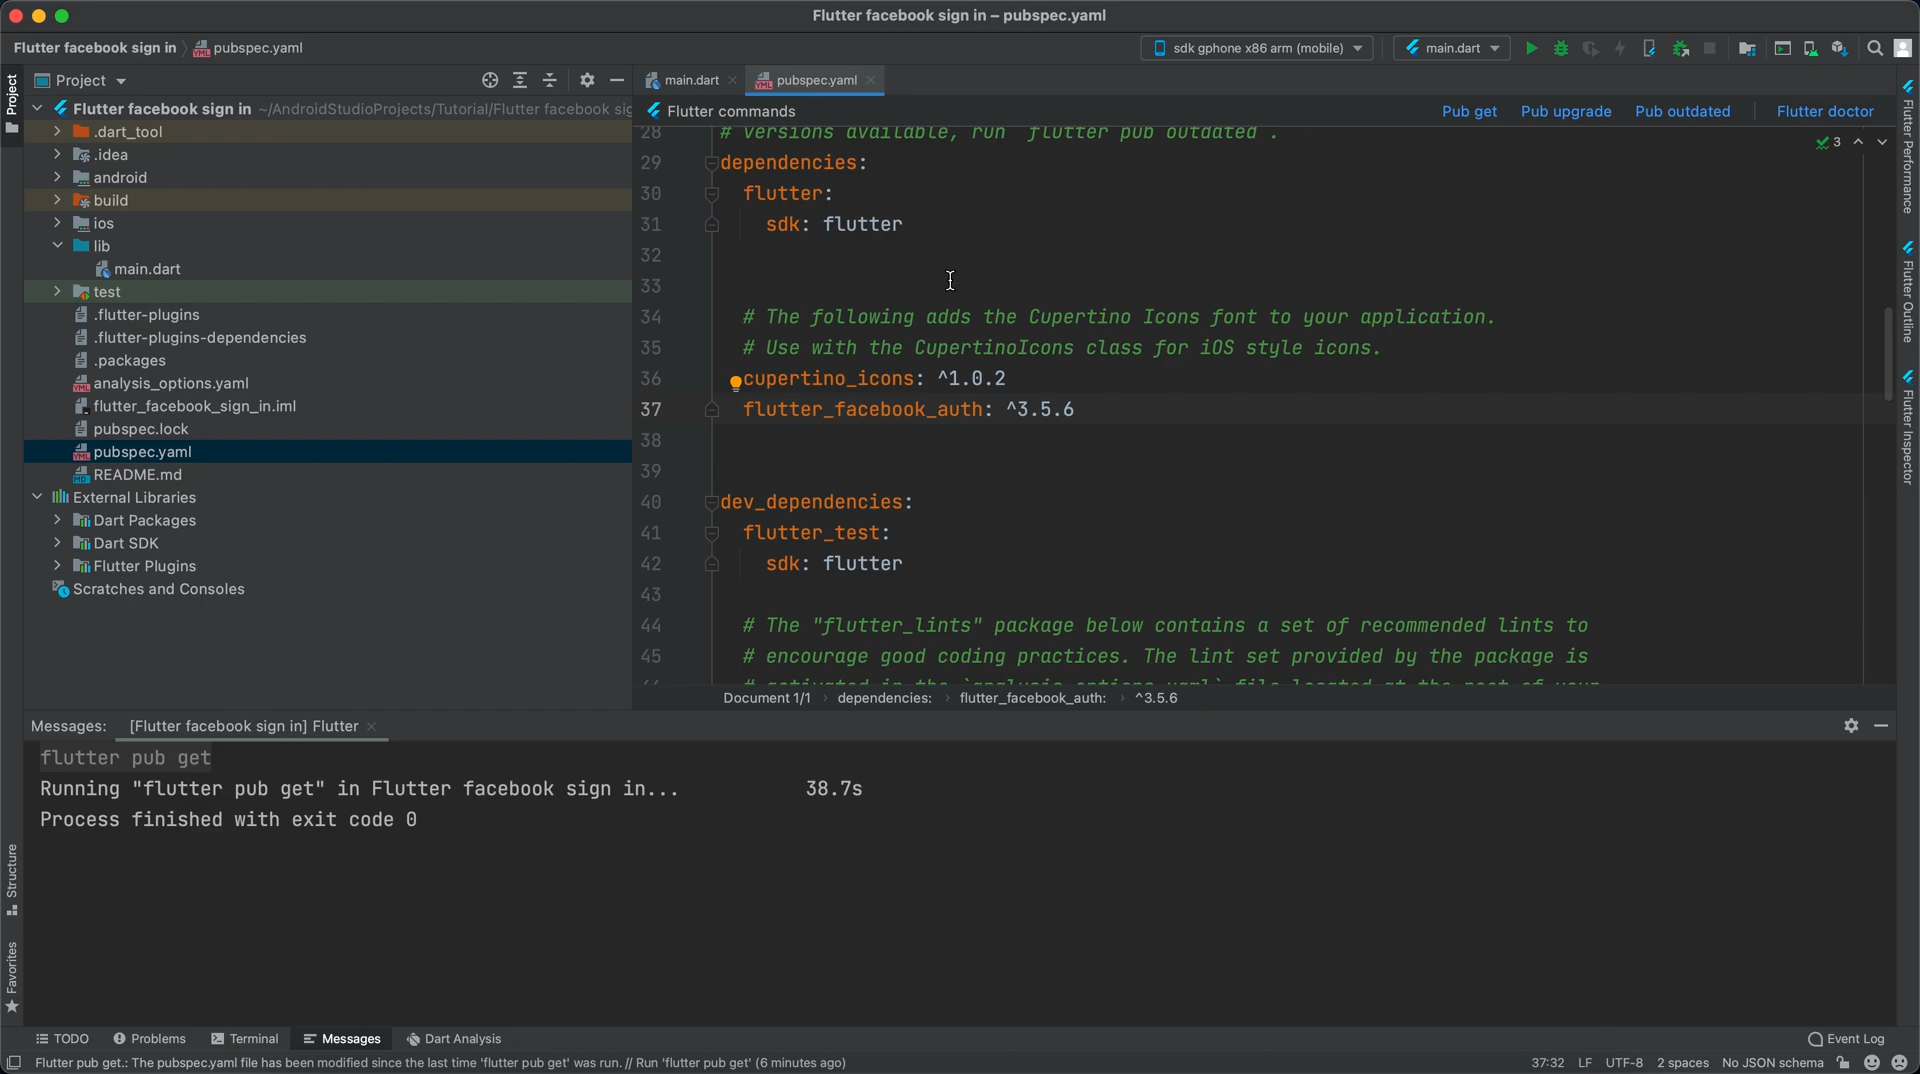 Flutter facebook sign in – pubspec.yaml
Flutter facebook sign in
pubspec.yaml
sdk gphone x86 arm (mobile)
main.dart
Project
main.dart
pubspec.yaml
Flutter commands
Pub get
Pub upgrade
Pub outdated
Flutter doctor
Project
Flutter facebook sign in ~/AndroidStudioProjects/Tutorial/Flutter facebook sig
.dart_tool
.idea
android
build
ios
lib
main.dart
test
.flutter-plugins
.flutter-plugins-dependencies
.packages
analysis_options.yaml
flutter_facebook_sign_in.iml
pubspec.lock
pubspec.yaml
README.md
External Libraries
Dart Packages
Dart SDK
Flutter Plugins
Scratches and Consoles
28 # versions available, run `flutter pub outdated`.
29 dependencies:
30 flutter:
31 sdk: flutter
32
33
34 # The following adds the Cupertino Icons font to your application.
35 # Use with the CupertinoIcons class for iOS style icons.
36 cupertino_icons: ^1.0.2
37 flutter_facebook_auth: ^3.5.6
38
39
40 dev_dependencies:
41 flutter_test:
42 sdk: flutter
43
44 # The "flutter_lints" package below contains a set of recommended lints to
45 # encourage good coding practices. The lint set provided by the package is
# activated in the `analysis_options.yaml` file located at the root of your
3
Flutter Performance
Flutter Outline
Flutter Inspector
Document 1/1
dependencies:
flutter_facebook_auth:
^3.5.6
Messages:
[Flutter facebook sign in] Flutter
flutter pub get
Running "flutter pub get" in Flutter facebook sign in... 38.7s
Process finished with exit code 0
Structure
Favorites
TODO
Problems
Terminal
Messages
Dart Analysis
Event Log
Flutter pub get.: The pubspec.yaml file has been modified since the last time 'flutter pub get' was run. // Run 'flutter pub get' (6 minutes ago)
37:32
LF
UTF-8
2 spaces
No JSON schema